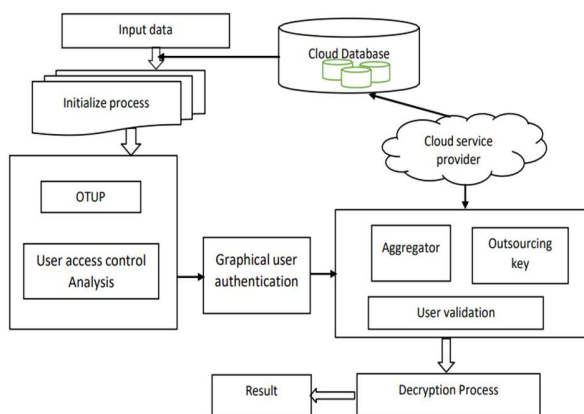 Input data
Cloud Database
Initialize process
Cloud service
provider
OTUP
User access control
Analysis
Graphical user
authentication
Aggregator
Outsourcing
key
User validation
Result
Decryption Process